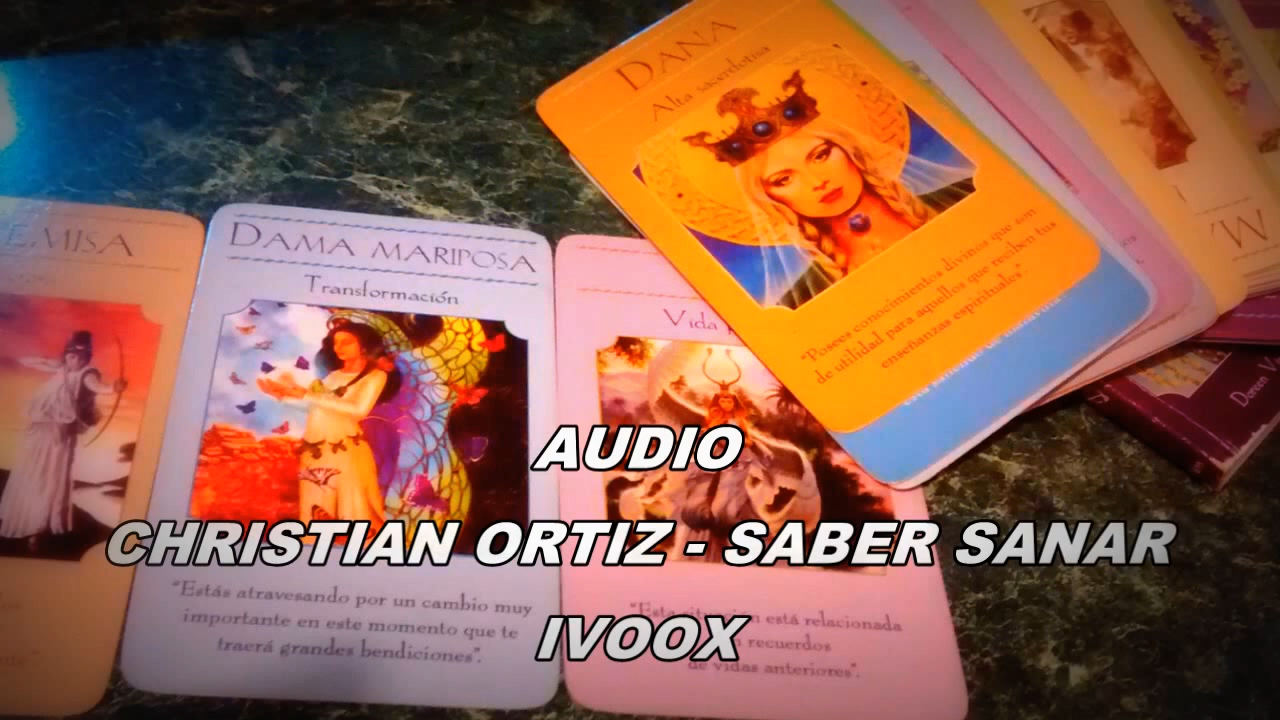 DANA
Alta sacerdotisa
"Posees conocimientos divinos que son
de utilidad para aquellos que reciben tus
enseñanzas espirituales".
EMISA
DAMA MARIPOSA
Transformación
"Estás atravesando por un cambio muy
importante en este momento que te
traerá grandes bendiciones".
Vida
"Esta situación está relacionada
recuerdos
de vidas anteriores".
Doreen V
AUDIO
CHRISTIAN ORTIZ - SABER SANAR
IVOOX